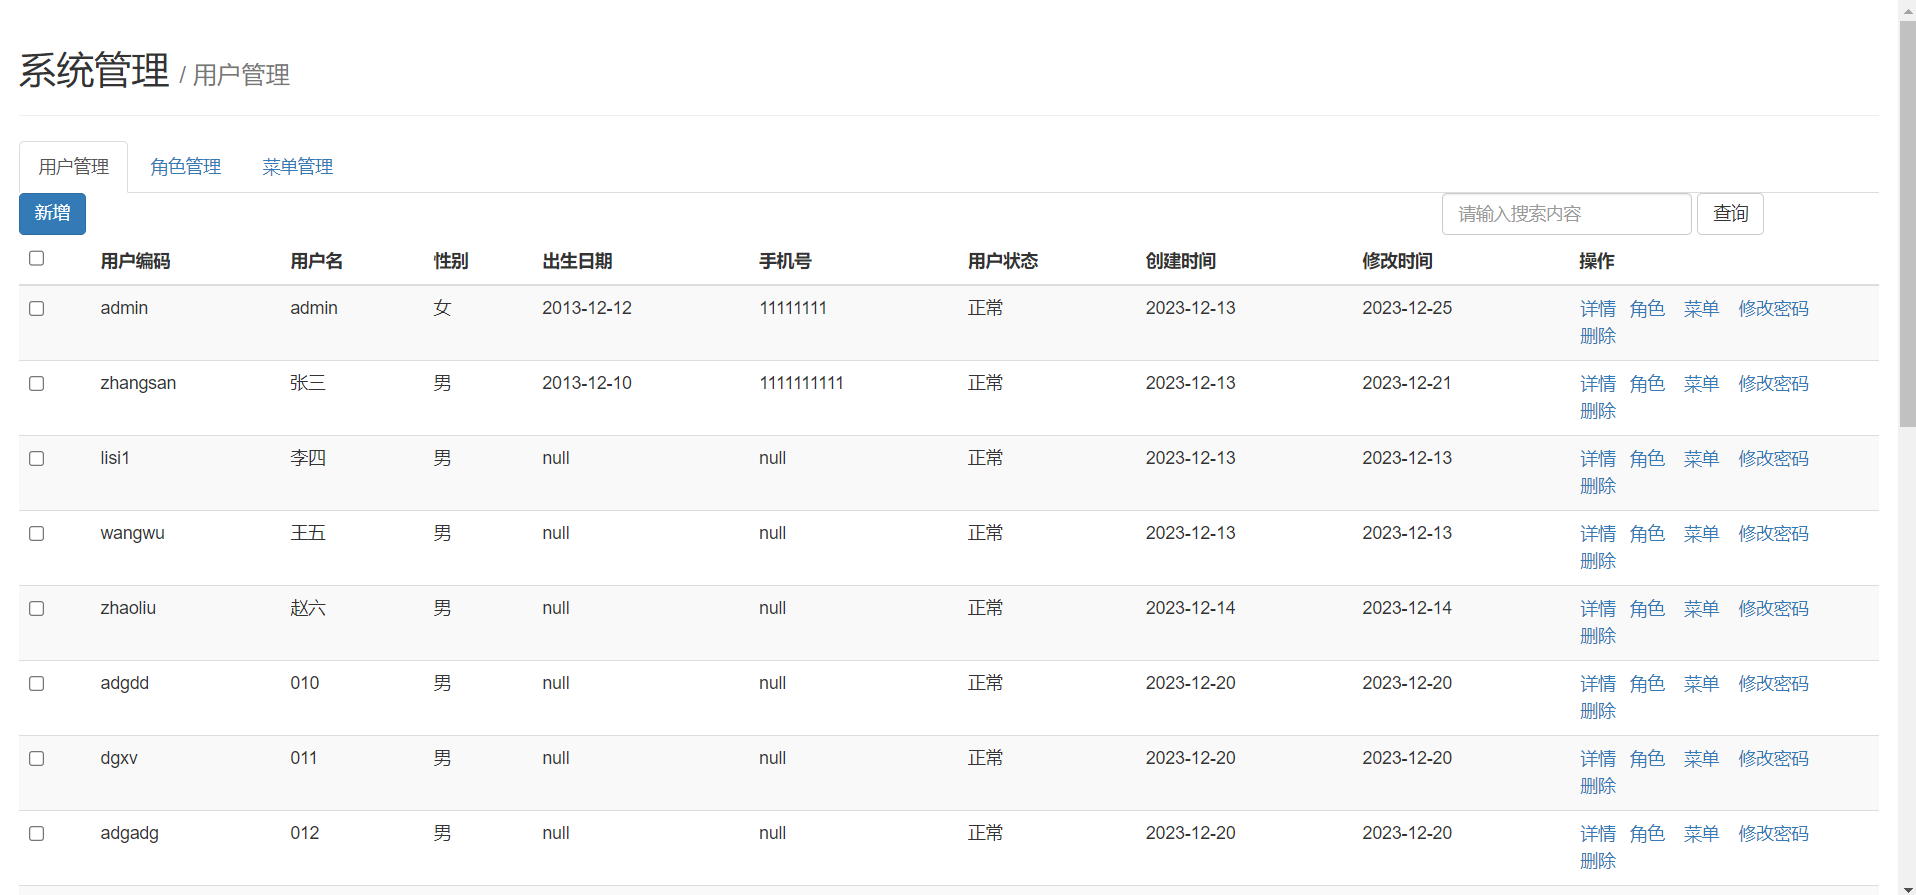 系统管理 / 用户管理
用户管理 角色管理 菜单管理
新增 请输入搜索内容 查询
用户编码 用户名 性别 出生日期 手机号 用户状态 创建时间 修改时间 操作
admin admin 女 2013-12-12 11111111 正常 2023-12-13 2023-12-25 详情 角色 菜单 修改密码
删除
zhangsan 张三 男 2013-12-10 1111111111 正常 2023-12-13 2023-12-21 详情 角色 菜单 修改密码
删除
lisi1 李四 男 null null 正常 2023-12-13 2023-12-13 详情 角色 菜单 修改密码
删除
wangwu 王五 男 null null 正常 2023-12-13 2023-12-13 详情 角色 菜单 修改密码
删除
zhaoliu 赵六 男 null null 正常 2023-12-14 2023-12-14 详情 角色 菜单 修改密码
删除
adgdd 010 男 null null 正常 2023-12-20 2023-12-20 详情 角色 菜单 修改密码
删除
dgxv 011 男 null null 正常 2023-12-20 2023-12-20 详情 角色 菜单 修改密码
删除
adgadg 012 男 null null 正常 2023-12-20 2023-12-20 详情 角色 菜单 修改密码
删除